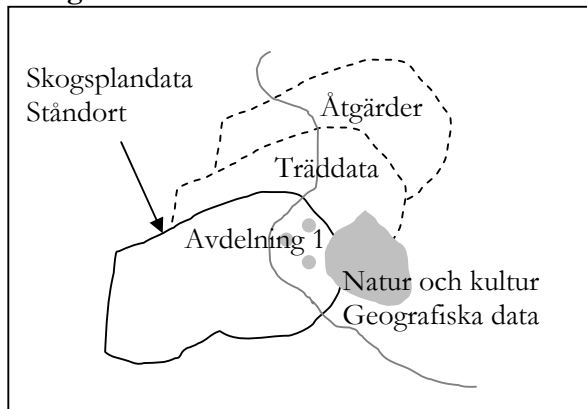 Skogsplandata
Ståndort
Åtgärder
Träddata
Avdelning 1
Natur och kultur
Geografiska data